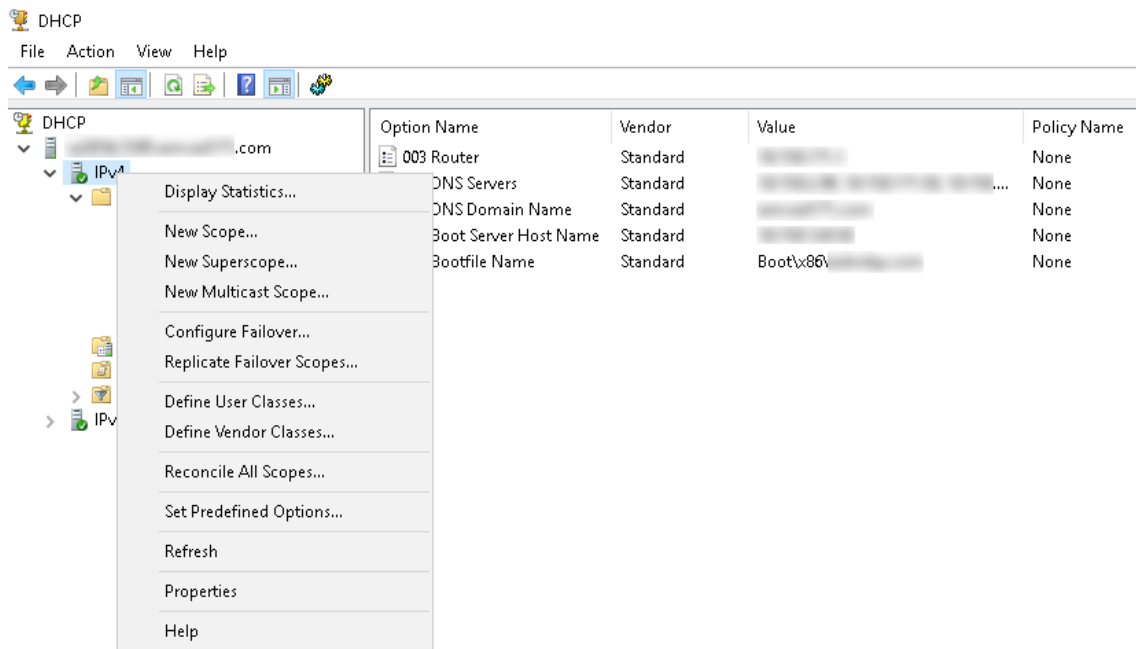 DHCP
File Action View Help
DHCP
.com
IPv4
IPv
Display Statistics...
New Scope...
New Superscope...
New Multicast Scope...
Configure Failover...
Replicate Failover Scopes...
Define User Classes...
Define Vendor Classes...
Reconcile All Scopes...
Set Predefined Options...
Refresh
Properties
Help
Option Name Vendor Value Policy Name
003 Router Standard None
DNS Servers Standard .... None
DNS Domain Name Standard None
Boot Server Host Name Standard None
Bootfile Name Standard Boot\x86\ None